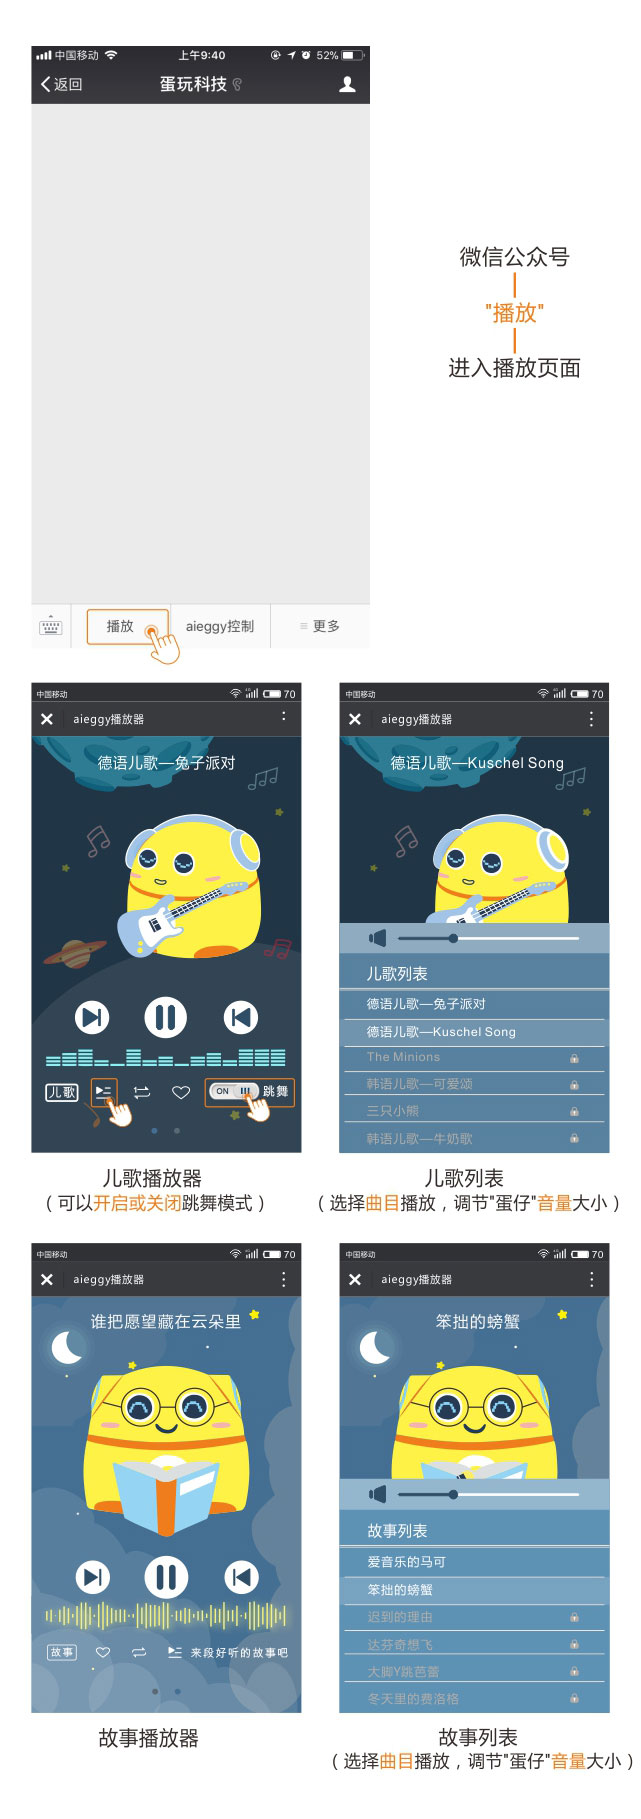 中国移动 上午9:40 52%
返回 蛋玩科技
微信公众号
"播放"
进入播放页面
播放 aieggy控制 更多
中国移动 4G 70
aieggy播放器
德语儿歌—兔子派对
ON 跳舞
儿歌
儿歌播放器
(可以开启或关闭跳舞模式)
中国移动 4G 70
aieggy播放器
德语儿歌—Kuschel Song
儿歌列表
德语儿歌—兔子派对
德语儿歌—Kuschel Song
The Minions
韩语儿歌—可爱颂
三只小熊
韩语儿歌—牛奶歌
儿歌列表
(选择曲目播放,调节"蛋仔"音量大小)
中国移动 4G 70
aieggy播放器
谁把愿望藏在云朵里
故事 来段好听的故事吧
故事播放器
中国移动 4G 70
aieggy播放器
笨拙的螃蟹
故事列表
爱音乐的马可
笨拙的螃蟹
迟到的理由
达芬奇想飞
大脚Y跳芭蕾
冬天里的费洛格
故事列表
(选择曲目播放,调节"蛋仔"音量大小)